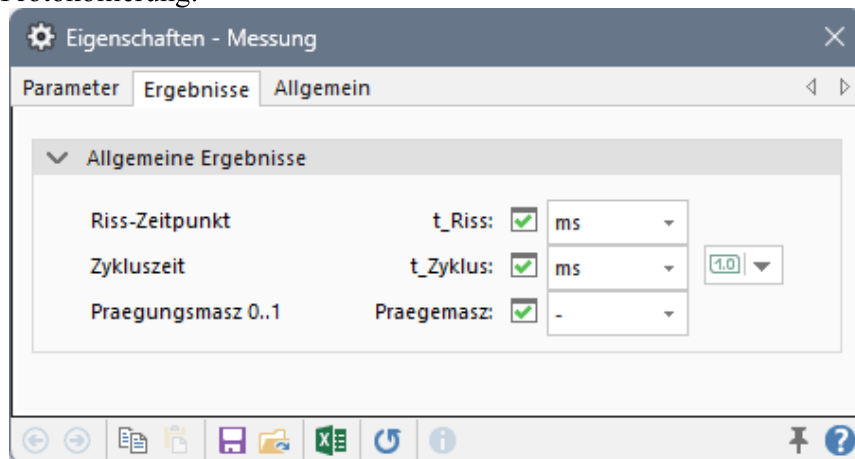 Protokollierung:
Eigenschaften - Messung
Parameter Ergebnisse Allgemein
Allgemeine Ergebnisse
Riss-Zeitpunkt t_Riss: ms
Zykluszeit t_Zyklus: ms 1.0
Praegungsmasz 0..1 Praegemasz: -